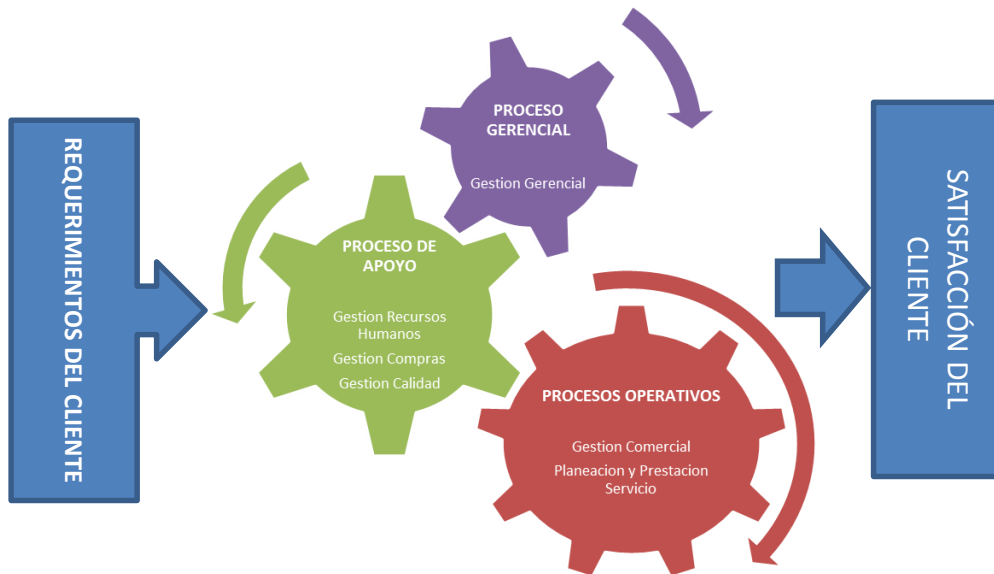 REQUERIMIENTOS DEL CLIENTE
PROCESO
GERENCIAL
Gestion Gerencial
PROCESO DE
APOYO
Gestion Recursos
Humanos
Gestion Compras
Gestion Calidad
PROCESOS OPERATIVOS
Gestion Comercial
Planeacion y Prestacion
Servicio
SATISFACCIÓN DEL
CLIENTE